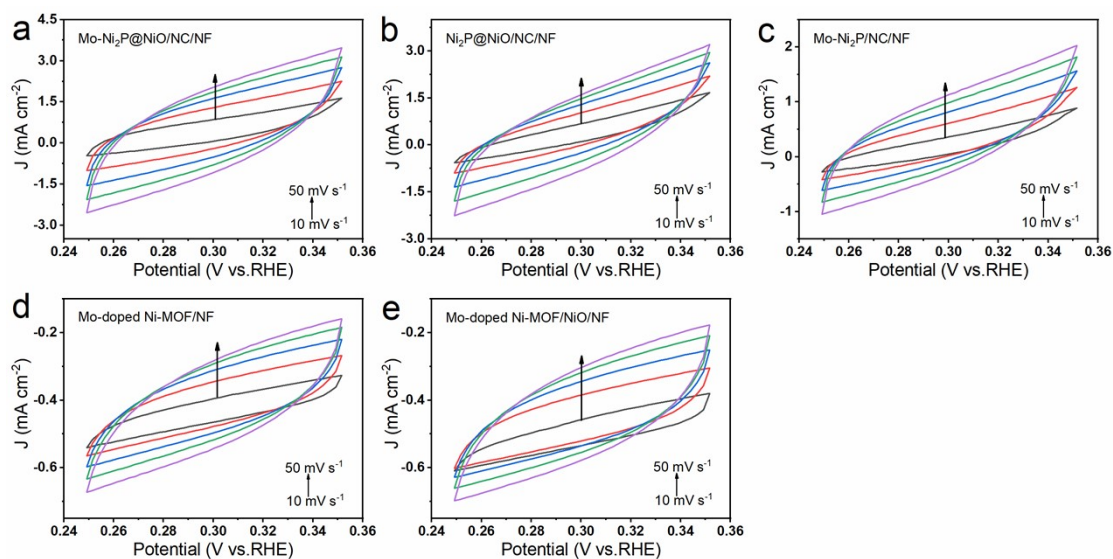 a
Mo-Ni₂P@NiO/NC/NF
J (mA cm⁻²)
4.5
3.0
1.5
0.0
-1.5
-3.0
50 mV s⁻¹
10 mV s⁻¹
0.24 0.26 0.28 0.30 0.32 0.34 0.36
Potential (V vs.RHE)
b
Ni₂P@NiO/NC/NF
J (mA cm⁻²)
3.0
1.5
0.0
-1.5
-3.0
50 mV s⁻¹
10 mV s⁻¹
0.24 0.26 0.28 0.30 0.32 0.34 0.36
Potential (V vs.RHE)
c
Mo-Ni₂P/NC/NF
J (mA cm⁻²)
2
1
0
-1
50 mV s⁻¹
10 mV s⁻¹
0.24 0.26 0.28 0.30 0.32 0.34 0.36
Potential (V vs.RHE)
d
Mo-doped Ni-MOF/NF
J (mA cm⁻²)
-0.2
-0.4
-0.6
50 mV s⁻¹
10 mV s⁻¹
0.24 0.26 0.28 0.30 0.32 0.34 0.36
Potential (V vs.RHE)
e
Mo-doped Ni-MOF/NiO/NF
J (mA cm⁻²)
-0.2
-0.4
-0.6
50 mV s⁻¹
10 mV s⁻¹
0.24 0.26 0.28 0.30 0.32 0.34 0.36
Potential (V vs.RHE)